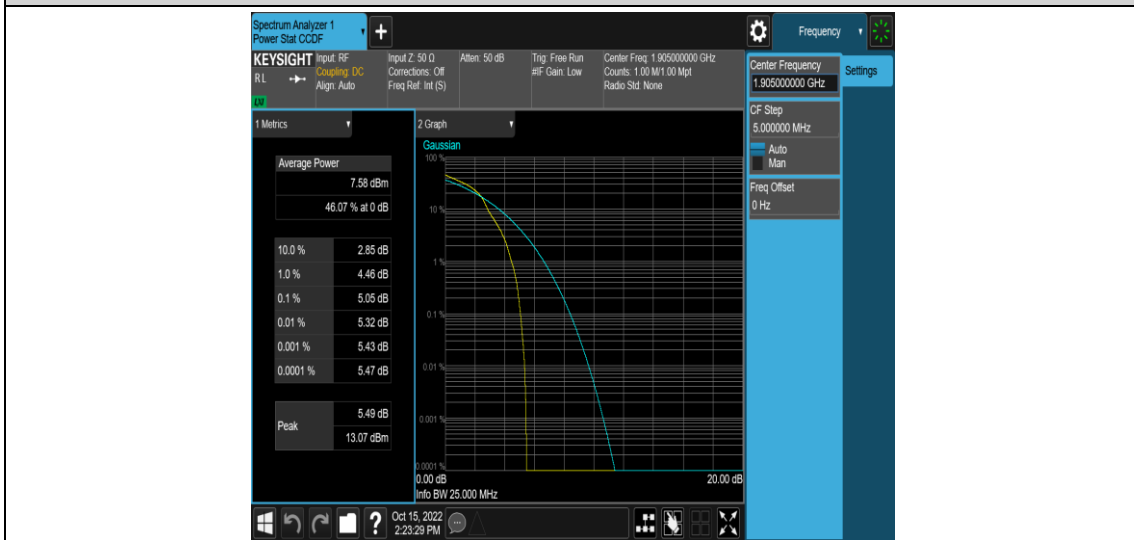 Spectrum Analyzer 1
Power Stat CCDF
Frequency
KEYSIGHT
RL
LXI
Input: RF
Coupling: DC
Align: Auto
Input Z: 50 Ω
Corrections: Off
Freq Ref: Int (S)
Atten: 50 dB
Trig: Free Run
#IF Gain: Low
Center Freq: 1.905000000 GHz
Counts: 1.00 M/1.00 Mpt
Radio Std: None
Center Frequency
1.905000000 GHz
Settings
CF Step
5.000000 MHz
Auto
Man
Freq Offset
0 Hz
1 Metrics
Average Power
7.58 dBm
46.07 % at 0 dB
10.0 % 2.85 dB
1.0 % 4.46 dB
0.1 % 5.05 dB
0.01 % 5.32 dB
0.001 % 5.43 dB
0.0001 % 5.47 dB
Peak
5.49 dB
13.07 dBm
2 Graph
Gaussian
100 %
10 %
1 %
0.1 %
0.01 %
0.001 %
0.0001 %
0.00 dB 20.00 dB
Info BW 25.000 MHz
?
Oct 15, 2022
2:23:29 PM